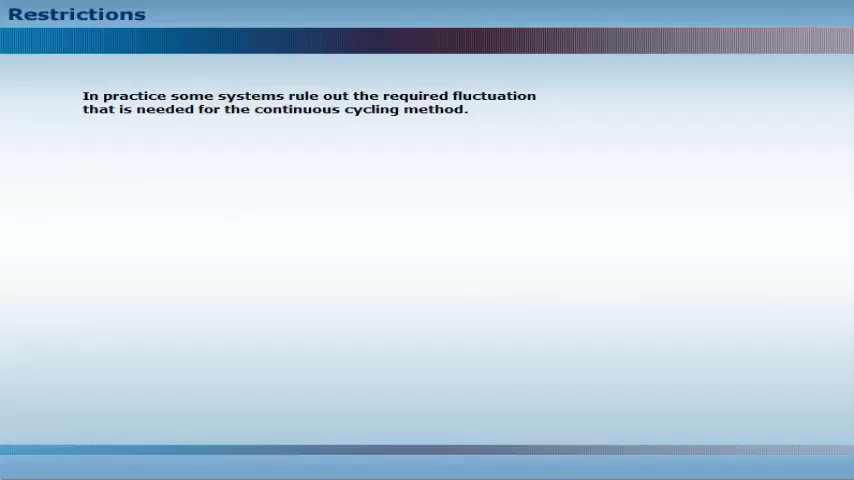 Restrictions
In practice some systems rule out the required fluctuation
that is needed for the continuous cycling method.